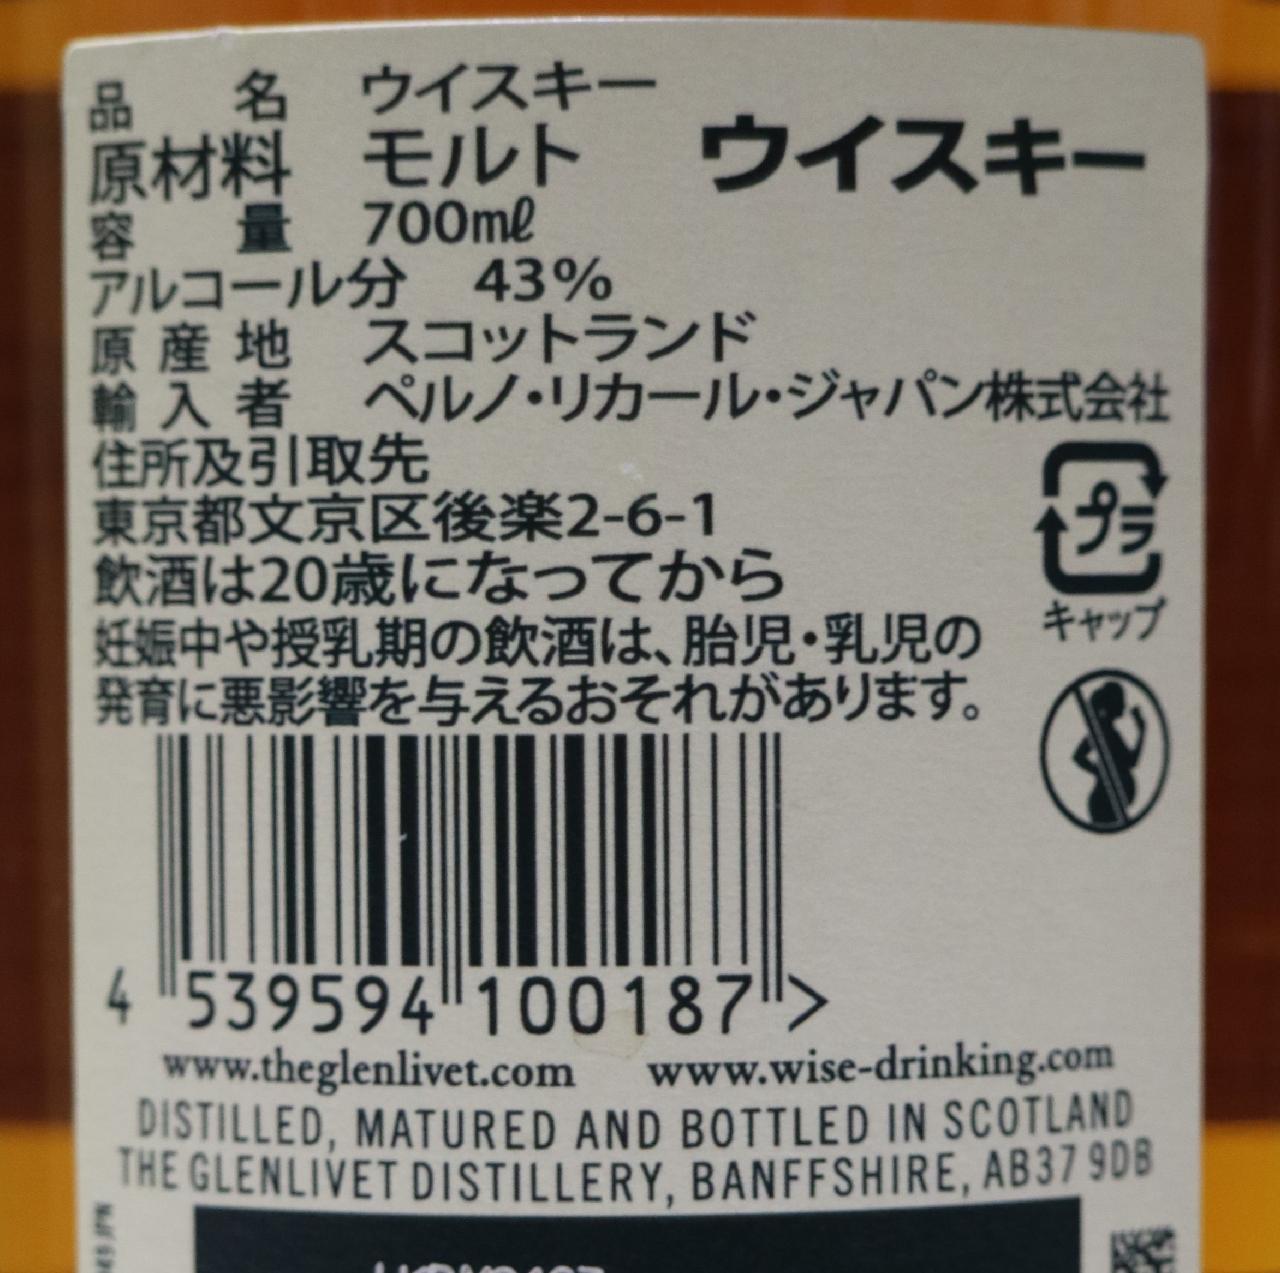 品名 ウイスキー
ウイスキー
原材料 モルト
容量 700mℓ
アルコール分 43%
原産地 スコットランド
輸入者 ペルノ・リカール・ジャパン株式会社
住所及引取先
東京都文京区後楽2-6-1
飲酒は20歳になってから
妊娠中や授乳期の飲酒は、胎児・乳児の
発育に悪影響を与えるおそれがあります。
プラ
キャップ
4 539594 100187 >
www.theglenlivet.com www.wise-drinking.com
DISTILLED, MATURED AND BOTTLED IN SCOTLAND
THE GLENLIVET DISTILLERY, BANFFSHIRE, AB37 9DB